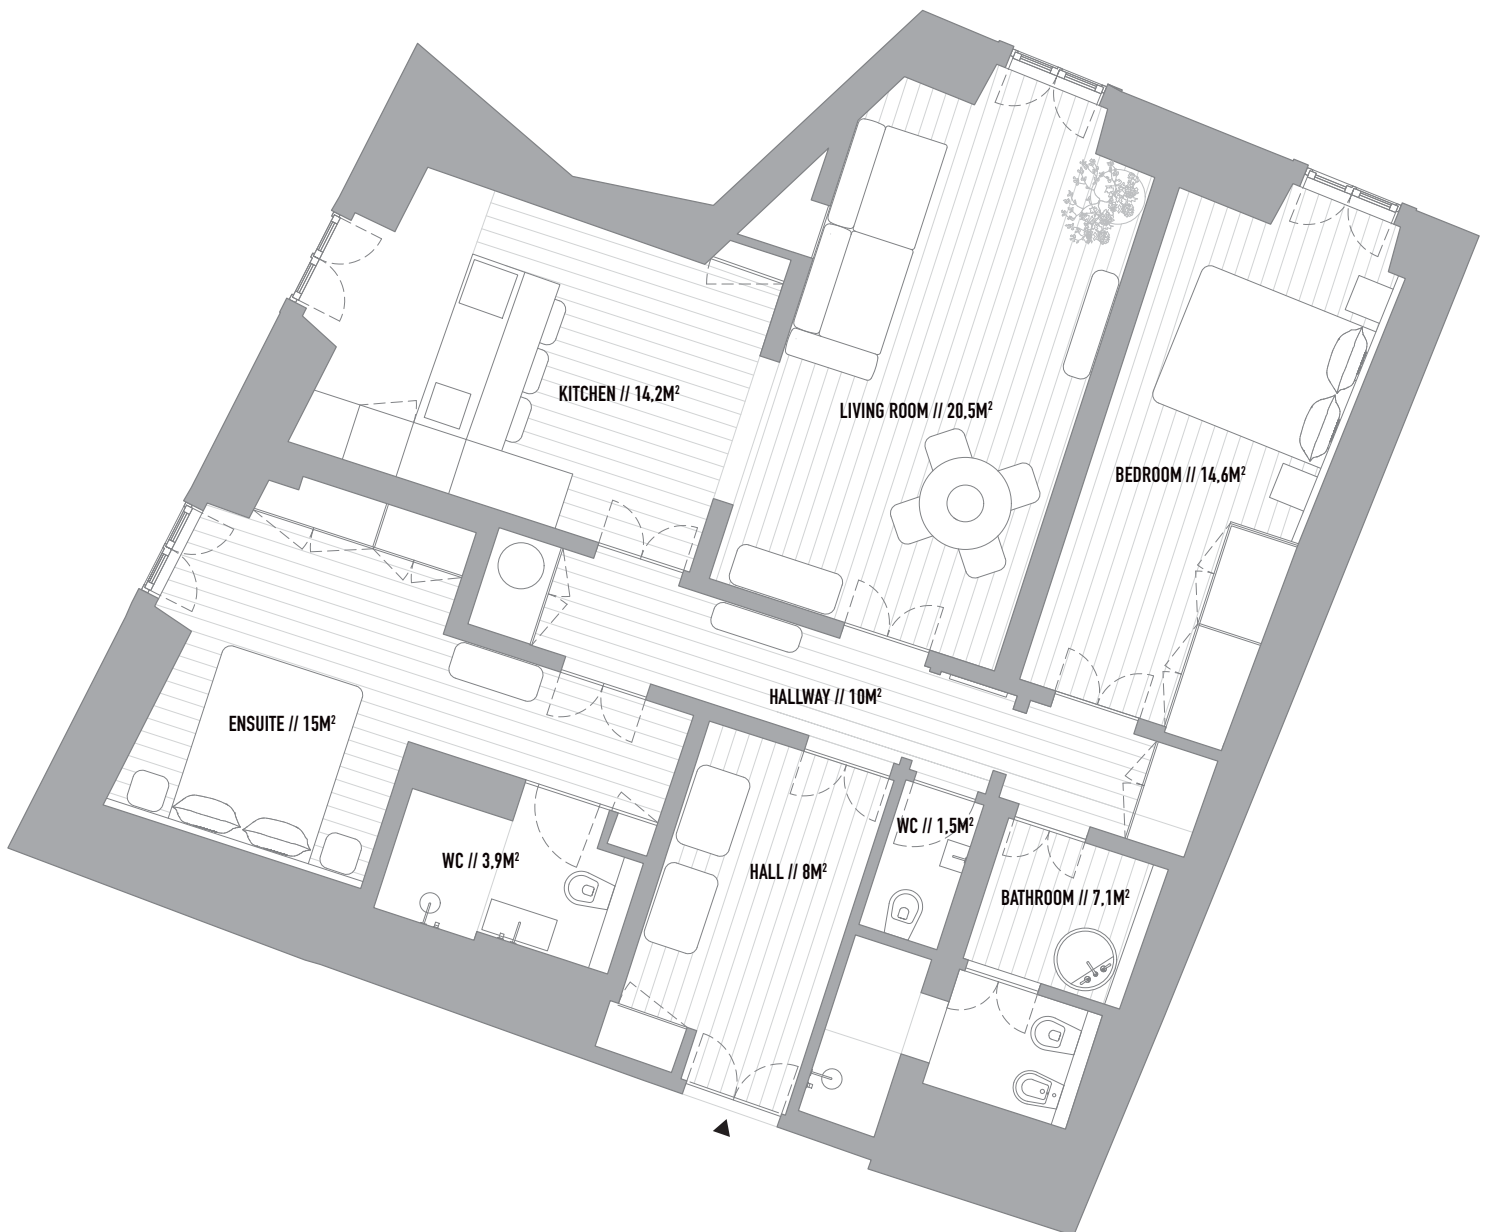 KITCHEN // 14,2M²
LIVING ROOM // 20,5M²
BEDROOM // 14,6M²
HALLWAY // 10M²
ENSUITE // 15M²
WC // 1,5M²
WC // 3,9M²
HALL // 8M²
BATHROOM // 7,1M²